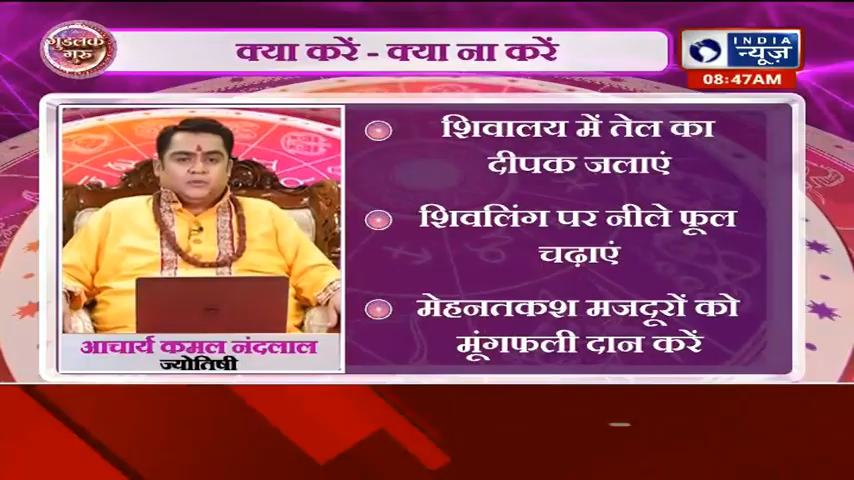 गुडलक
गुरु
क्या करें - क्या ना करें
INDIA
न्यूज़
08:47AM
शिवालय में तेल का
दीपक जलाएं
शिवलिंग पर नीले फूल
चढ़ाएं
मेहनतकश मजदूरों को
मूंगफली दान करें
आचार्य कमल नंदलाल
ज्योतिषी